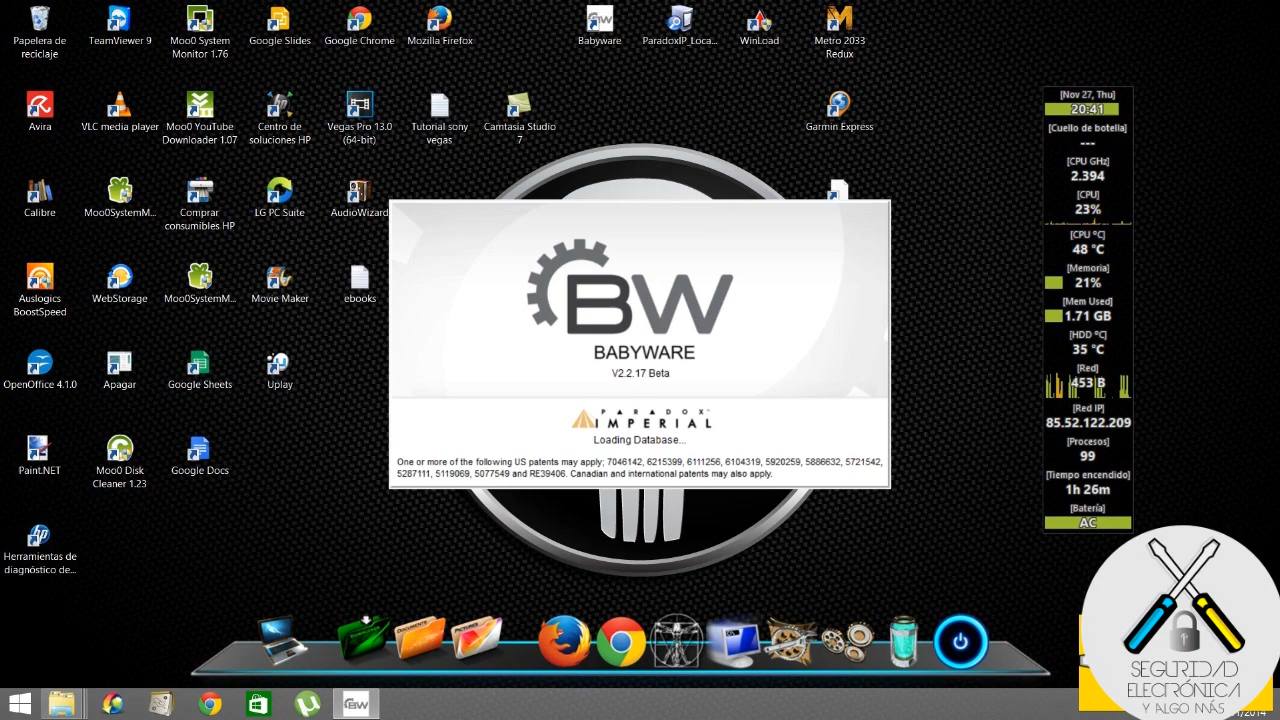 Papelera de
reciclaje
TeamViewer 9
Moo0 System
Monitor 1.76
Google Slides
Google Chrome
Mozilla Firefox
Babyware
ParadoxIP_Loca...
WinLoad
Metro 2033
Redux
Avira
VLC media player
Moo0 YouTube
Downloader 1.07
Centro de
soluciones HP
Vegas Pro 13.0
(64-bit)
Tutorial sony
vegas
Camtasia Studio
7
Garmin Express
Calibre
Moo0SystemM...
Comprar
consumibles HP
LG PC Suite
AudioWizard
Auslogics
BoostSpeed
WebStorage
Moo0SystemM...
Movie Maker
ebooks
OpenOffice 4.1.0
Apagar
Google Sheets
Uplay
Paint.NET
Moo0 Disk
Cleaner 1.23
Google Docs
Herramientas de
diagnóstico de...
BW
BABYWARE
V2.2.17 Beta
PARADOX™
IMPERIAL
Loading Database...
One or more of the following US patents may apply; 7046142, 6215399, 6111256, 6104319, 5920259, 5886632, 5721542,
5287111, 5119069, 5077549 and RE39406. Canadian and international patents may also apply.
[Nov 27, Thu]
20:41
[Cuello de botella]
---
[CPU GHz]
2.394
[CPU]
23%
[CPU ºC]
48 °C
[Memoria]
21%
[Mem Used]
1.71 GB
[HDD ºC]
35 °C
[Red]
453 B
[Red IP]
85.52.122.209
[Procesos]
99
[Tiempo encendido]
1h 26m
[Batería]
AC
DOCUMENTS
PICTURES
SEGURIDAD
ELECTRÓNICA
Y ALGO MÁS
BW